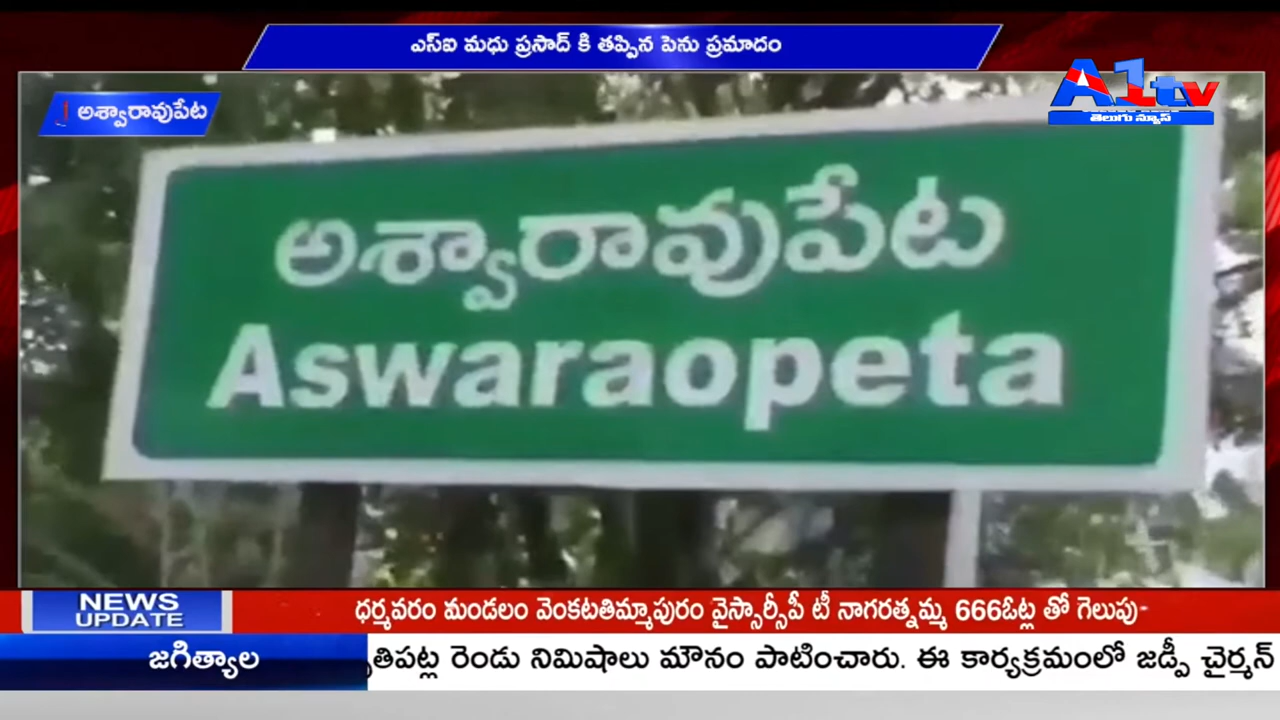 ఎస్ఐ మధు ప్రసాద్ కి తప్పిన పెను ప్రమాదం
అశ్వారావుపేట
A1tv
తెలుగు న్యూస్
అశ్వారావుపేట
Aswaraopeta
NEWS
UPDATE
ధర్మవరం మండలం వెంకటతిమ్మాపురం వైస్సార్సీపీ టీ నాగరత్నమ్మ 666ఓట్ల తో గెలుపు
జగిత్యాల
రెండు నిమిషాలు మౌనం పాటించారు. ఈ కార్యక్రమంలో జడ్పీ చైర్మన్